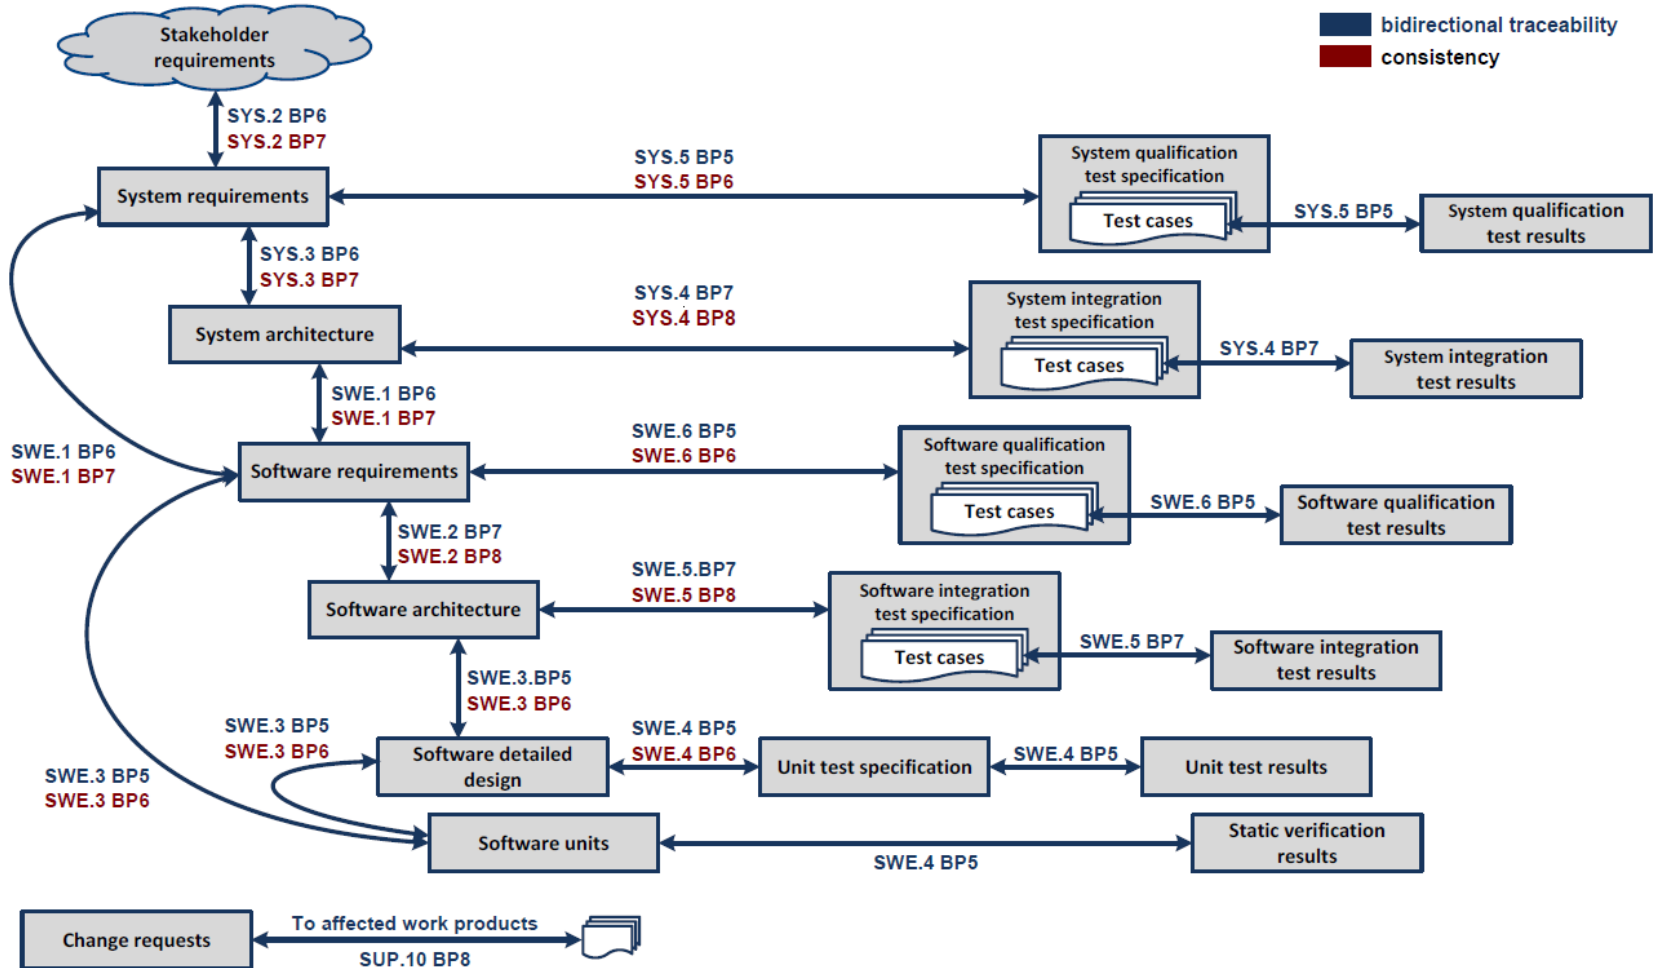 Stakeholder
requirements
bidirectional traceability
consistency
SYS.2 BP6
SYS.2 BP7
System requirements
SYS.5 BP5
SYS.5 BP6
System qualification
test specification
Test cases
SYS.5 BP5
System qualification
test results
SYS.3 BP6
SYS.3 BP7
System architecture
SYS.4 BP7
SYS.4 BP8
System integration
test specification
Test cases
SYS.4 BP7
System integration
test results
SWE.1 BP6
SWE.1 BP7
SWE.1 BP6
SWE.1 BP7
Software requirements
SWE.6 BP5
SWE.6 BP6
Software qualification
test specification
Test cases
SWE.6 BP5
Software qualification
test results
SWE.2 BP7
SWE.2 BP8
Software architecture
SWE.5.BP7
SWE.5 BP8
Software integration
test specification
Test cases
SWE.5 BP7
Software integration
test results
SWE.3.BP5
SWE.3 BP6
SWE.3 BP5
SWE.3 BP6
Software detailed
design
SWE.4 BP5
SWE.4 BP6
Unit test specification
SWE.4 BP5
Unit test results
SWE.3 BP5
SWE.3 BP6
Software units
SWE.4 BP5
Static verification
results
Change requests
To affected work products
SUP.10 BP8